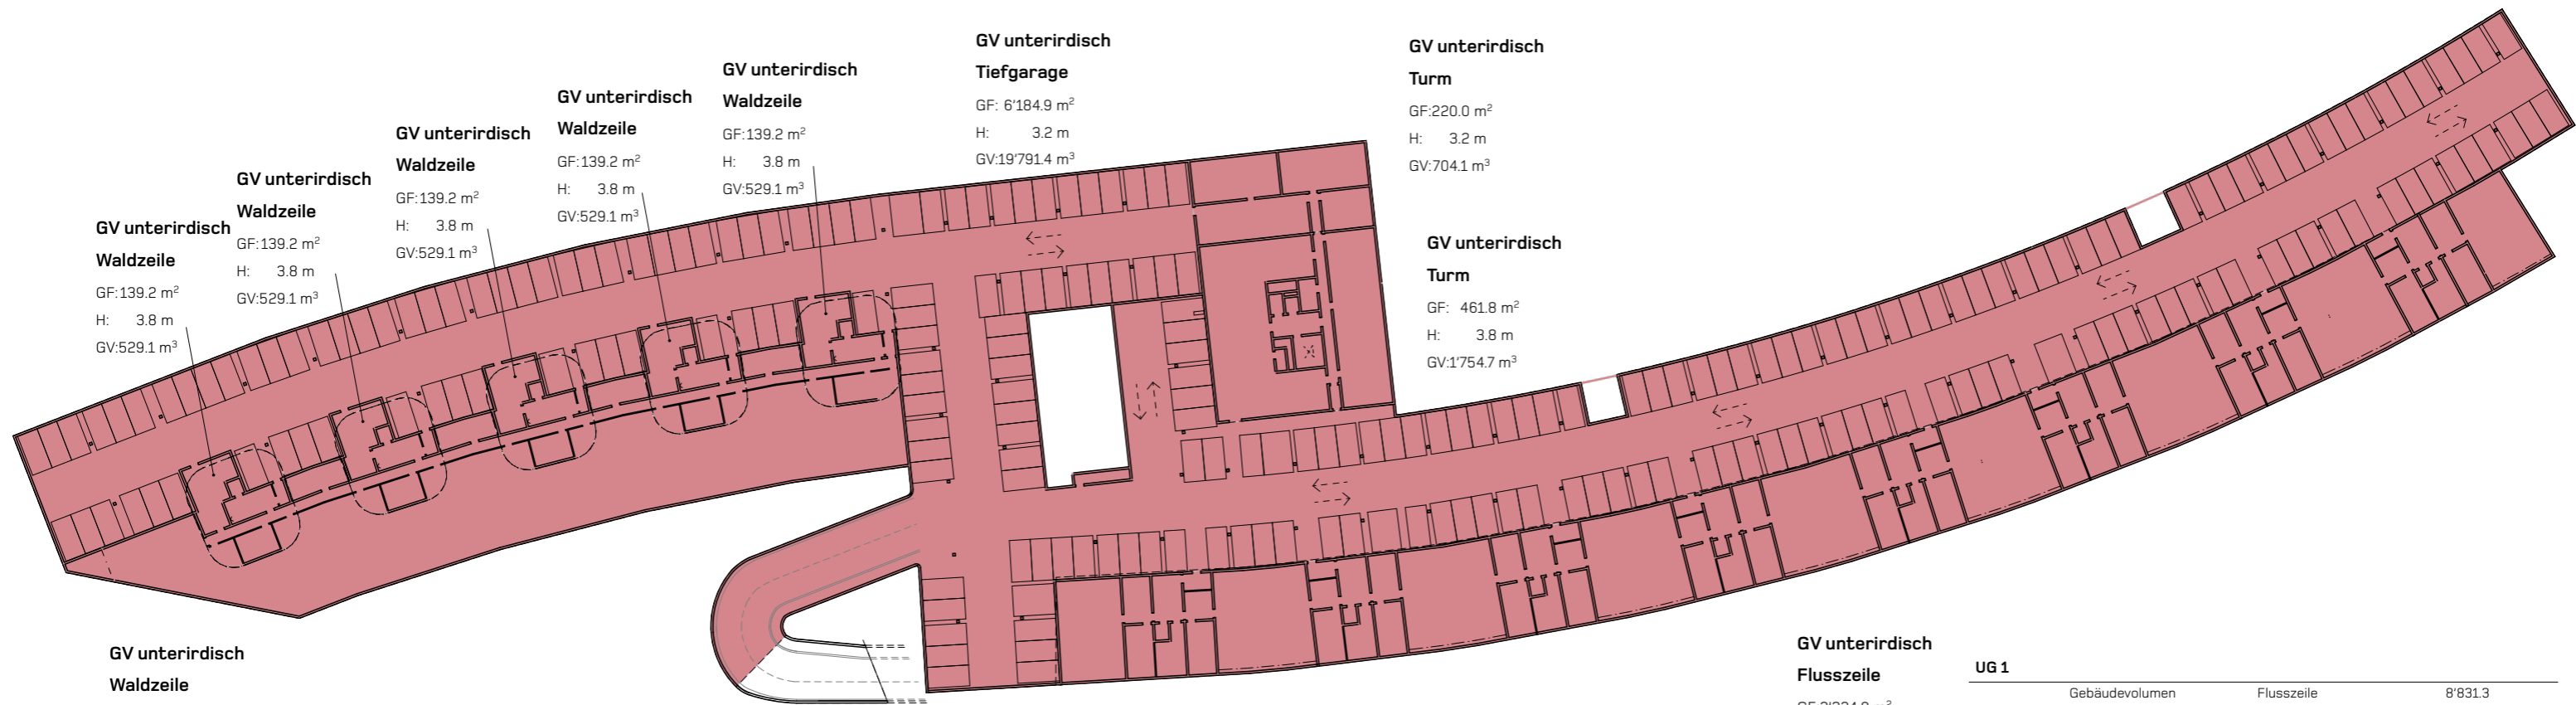 GV unterirdisch
Waldzeile
GF:139.2 m²
H: 3.8 m
GV:529.1 m³
GV unterirdisch
Waldzeile
GF:139.2 m²
H: 3.8 m
GV:529.1 m³
GV unterirdisch
Waldzeile
GF:139.2 m²
H: 3.8 m
GV:529.1 m³
GV unterirdisch
Waldzeile
GF:139.2 m²
H: 3.8 m
GV:529.1 m³
GV unterirdisch
Waldzeile
GF:139.2 m²
H: 3.8 m
GV:529.1 m³
GV unterirdisch
Tiefgarage
GF: 6'184.9 m²
H: 3.2 m
GV:19'791.4 m³
GV unterirdisch
Turm
GF:220.0 m²
H: 3.2 m
GV:704.1 m³
GV unterirdisch
Turm
GF: 461.8 m²
H: 3.8 m
GV:1'754.7 m³
GV unterirdisch
Waldzeile
GV unterirdisch
Flusszeile
UG 1
Gebäudevolumen Flusszeile 8'831.3